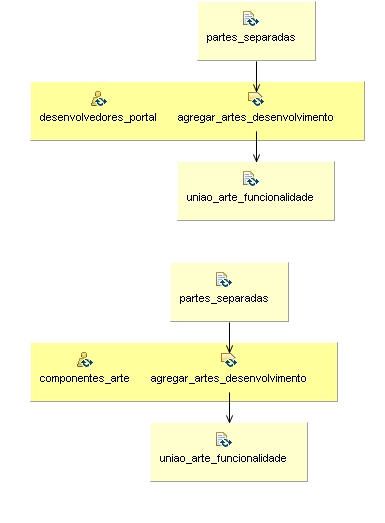 partes_separadas
desenvolvedores_portal agregar_artes_desenvolvimento
uniao_arte_funcionalidade
partes_separadas
componentes_arte agregar_artes_desenvolvimento
uniao_arte_funcionalidade